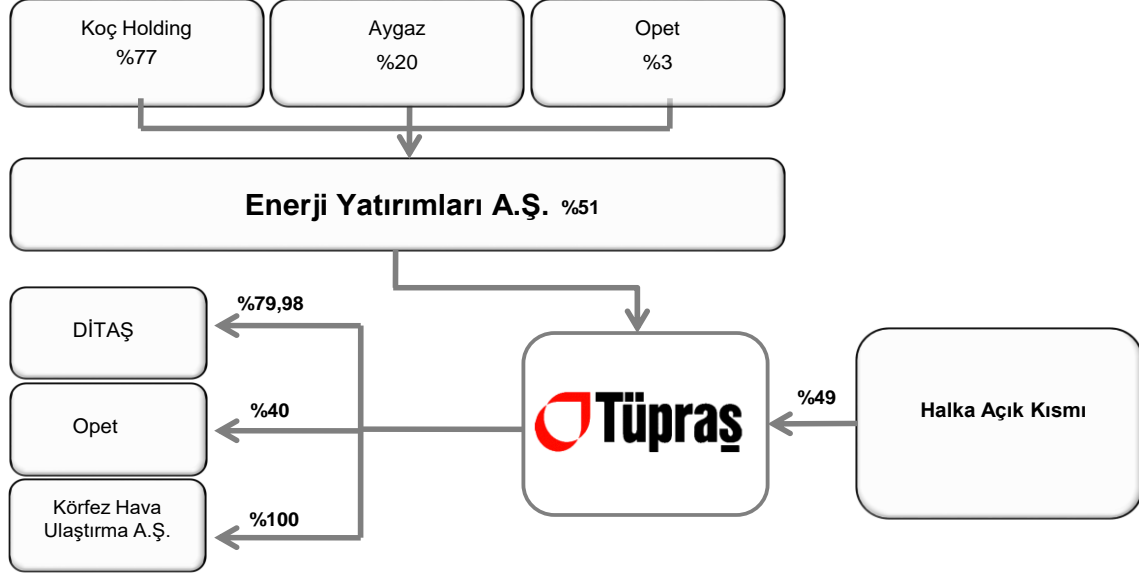 Koç Holding
%77
Aygaz
%20
Opet
%3
Enerji Yatırımları A.Ş. %51
%79,98
DİTAŞ
%40
Opet
%100
Körfez Hava
Ulaştırma A.Ş.
Tüpraş
%49
Halka Açık Kısmı